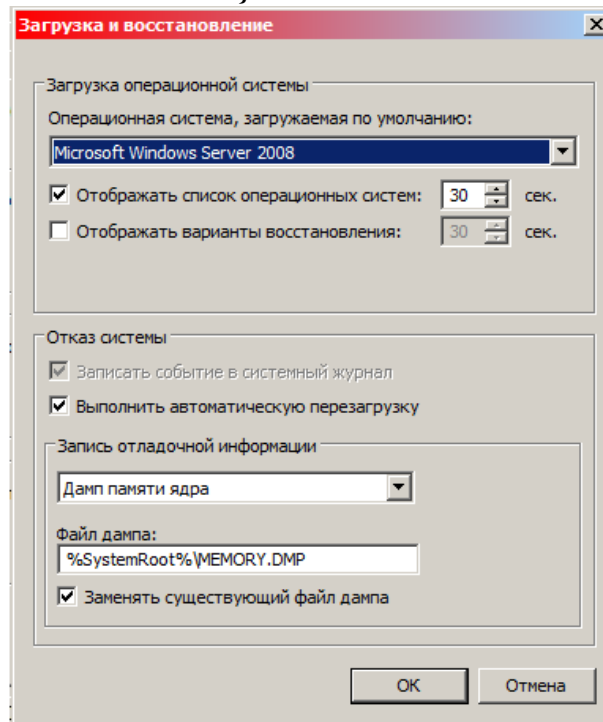 Загрузка и восстановление
Загрузка операционной системы
Операционная система, загружаемая по умолчанию:
Microsoft Windows Server 2008
Отображать список операционных систем: 30 сек.
Отображать варианты восстановления: 30 сек.
Отказ системы
Записать событие в системный журнал
Выполнить автоматическую перезагрузку
Запись отладочной информации
Дамп памяти ядра
Файл дампа:
%SystemRoot%\MEMORY.DMP
Заменять существующий файл дампа
ОК Отмена